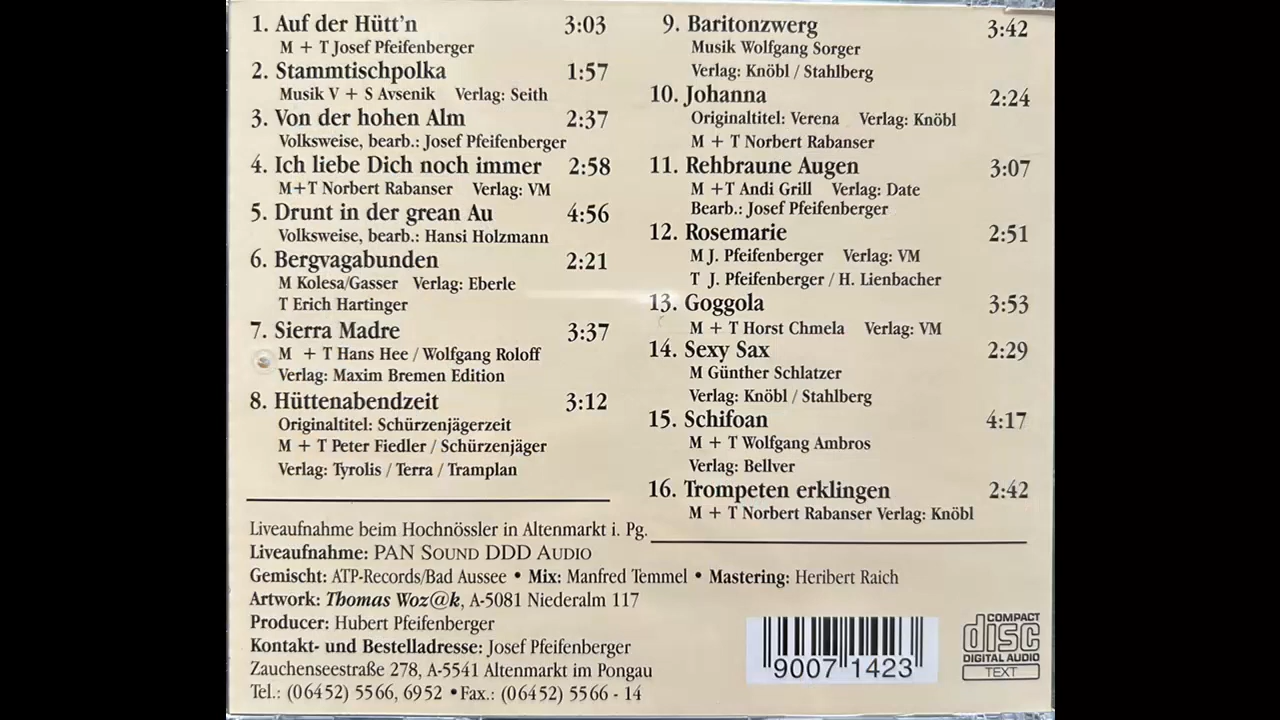 1. Auf der Hütt'n 3:03
M + T Josef Pfeifenberger
2. Stammtischpolka 1:57
Musik V + S Avsenik Verlag: Seith
3. Von der hohen Alm 2:37
Volksweise, bearb.: Josef Pfeifenberger
4. Ich liebe Dich noch immer 2:58
M+T Norbert Rabanser Verlag: VM
5. Drunt in der grean Au 4:56
Volksweise, bearb.: Hansi Holzmann
6. Bergvagabunden 2:21
M Kolesa/Gasser Verlag: Eberle
T Erich Hartinger
7. Sierra Madre 3:37
M + T Hans Hee / Wolfgang Roloff
Verlag: Maxim Bremen Edition
8. Hüttenabendzeit 3:12
Originaltitel: Schürzenjägerzeit
M + T Peter Fiedler / Schürzenjäger
Verlag: Tyrolis / Terra / Tramplan
9. Baritonzwerg 3:42
Musik Wolfgang Sorger
Verlag: Knöbl / Stahlberg
10. Johanna 2:24
Originaltitel: Verena Verlag: Knöbl
M + T Norbert Rabanser
11. Rehbraune Augen 3:07
M +T Andi Grill Verlag: Date
Bearb.: Josef Pfeifenberger
12. Rosemarie 2:51
M J. Pfeifenberger Verlag: VM
T J. Pfeifenberger / H. Lienbacher
13. Goggola 3:53
M + T Horst Chmela Verlag: VM
14. Sexy Sax 2:29
M Günther Schlatzer
Verlag: Knöbl / Stahlberg
15. Schifoan 4:17
M + T Wolfgang Ambros
Verlag: Bellver
16. Trompeten erklingen 2:42
M + T Norbert Rabanser Verlag: Knöbl
Liveaufnahme beim Hochnössler in Altenmarkt i. Pg.
Liveaufnahme: PAN SOUND DDD AUDIO
Gemischt: ATP-Records/Bad Aussee • Mix: Manfred Temmel • Mastering: Heribert Raich
Artwork: Thomas Woz@k, A-5081 Niederalm 117
Producer: Hubert Pfeifenberger
Kontakt- und Bestelladresse: Josef Pfeifenberger
Zauchenseestraße 278, A-5541 Altenmarkt im Pongau
Tel.: (06452) 5566, 6952 • Fax.: (06452) 5566 - 14
9007 1423
COMPACT
disc
DIGITAL AUDIO
TEXT